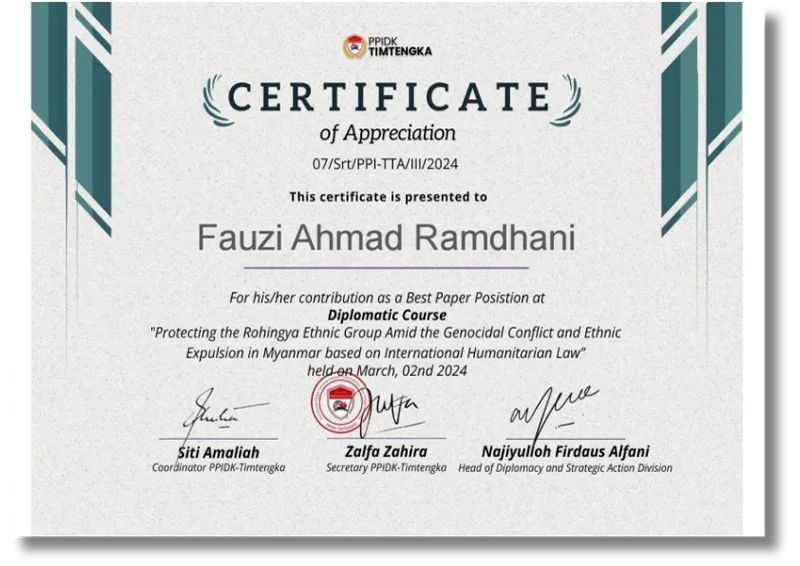 PPIDK
TIMTENGKA
CERTIFICATE
of Appreciation
07/Srt/PPI-TTA/III/2024
This certificate is presented to
Fauzi Ahmad Ramdhani
For his/her contribution as a Best Paper Posistion at
Diplomatic Course
"Protecting the Rohingya Ethnic Group Amid the Genocidal Conflict and Ethnic
Expulsion in Myanmar based on International Humanitarian Law”
held on March, 02nd 2024
Siti Amaliah
Coordinator PPIDK-Timtengka
Zalfa Zahira
Secretary PPIDK-Timtengka
Najiyulloh Firdaus Alfani
Head of Diplomacy and Strategic Action Division